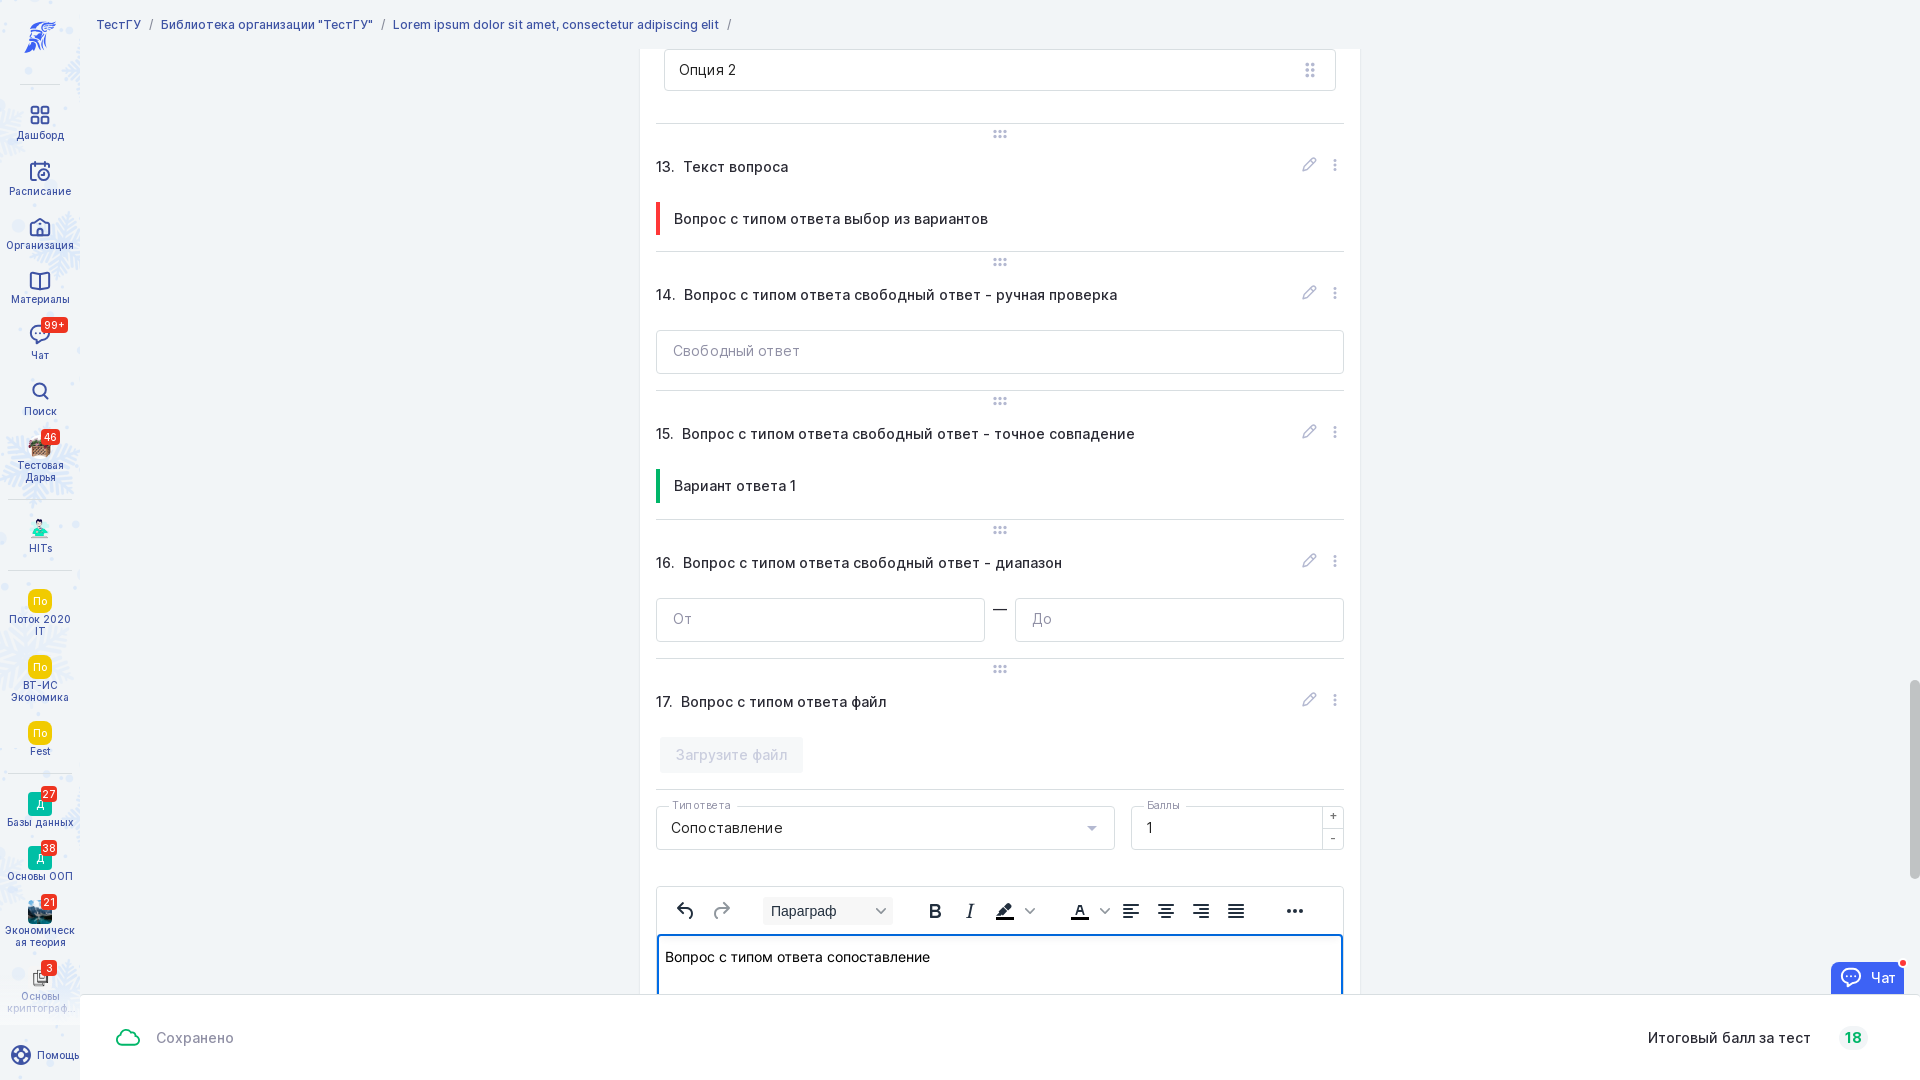 ТестГУ / Библиотека организации "ТестГУ" / Lorem ipsum dolor sit amet, consectetur adipiscing elit /
Дашборд
Расписание
Организация
Материалы
99+
Чат
Поиск
46
Тестовая
Дарья
HITs
По
Поток 2020
IT
По
ВТ-ИС
Экономика
По
Fest
27
Д
Базы данных
38
Д
Основы ООП
21
Экономическ
ая теория
3
Основы
криптограф...
Помощь
Опция 2
13. Текст вопроса
Вопрос с типом ответа выбор из вариантов
14. Вопрос с типом ответа свободный ответ - ручная проверка
Свободный ответ
15. Вопрос с типом ответа свободный ответ - точное совпадение
Вариант ответа 1
16. Вопрос с типом ответа свободный ответ - диапазон
От — До
17. Вопрос с типом ответа файл
Загрузите файл
Тип ответа Баллы
Сопоставление 1 + -
Параграф B I A
Вопрос с типом ответа сопоставление
Чат
Сохранено
Итоговый балл за тест 18